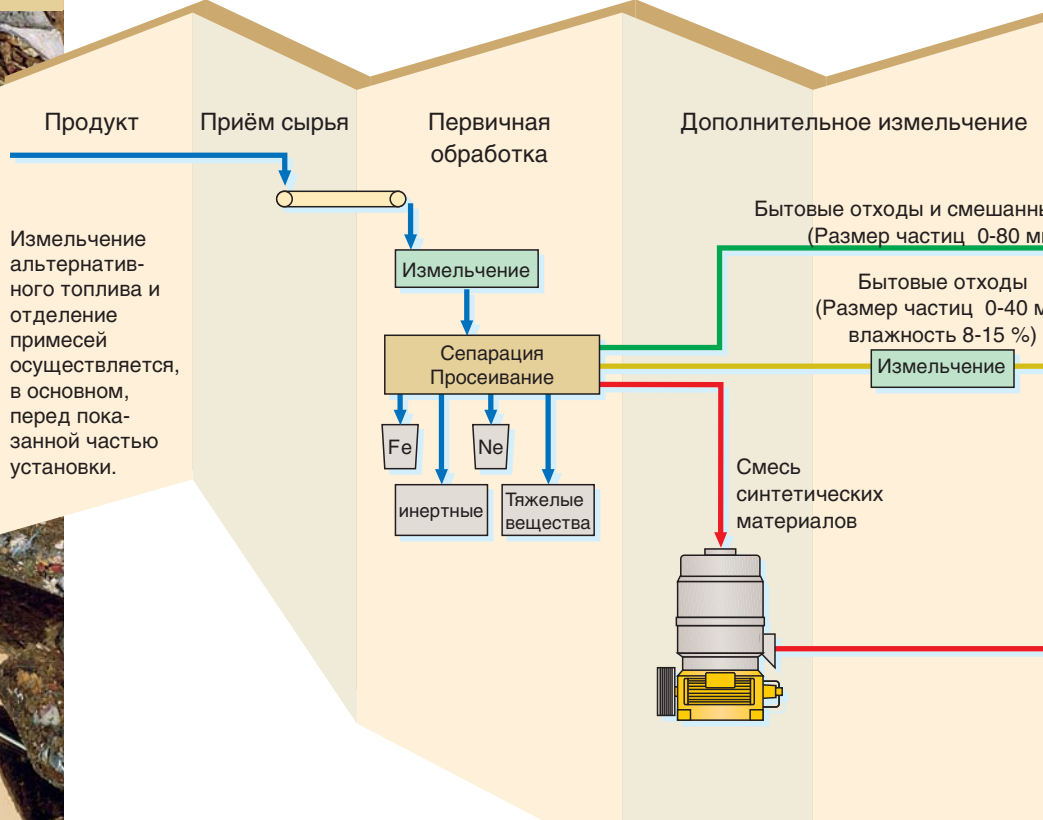 Продукт
Приём сырья
Первичная
обработка
Дополнительное измельчение
Измельчение
альтернатив-
ного топлива и
отделение
примесей
осуществляется,
в основном,
перед пока-
занной частью
установки.
Измельчение
Сепарация
Просеивание
Fe
Ne
инертные
Тяжелые
вещества
Бытовые отходы и
(Размер частиц 0-80
Бытовые отходы
(Размер частиц 0-40
влажность 8-15 %)
Измельчение
Смесь
синтетических
материалов